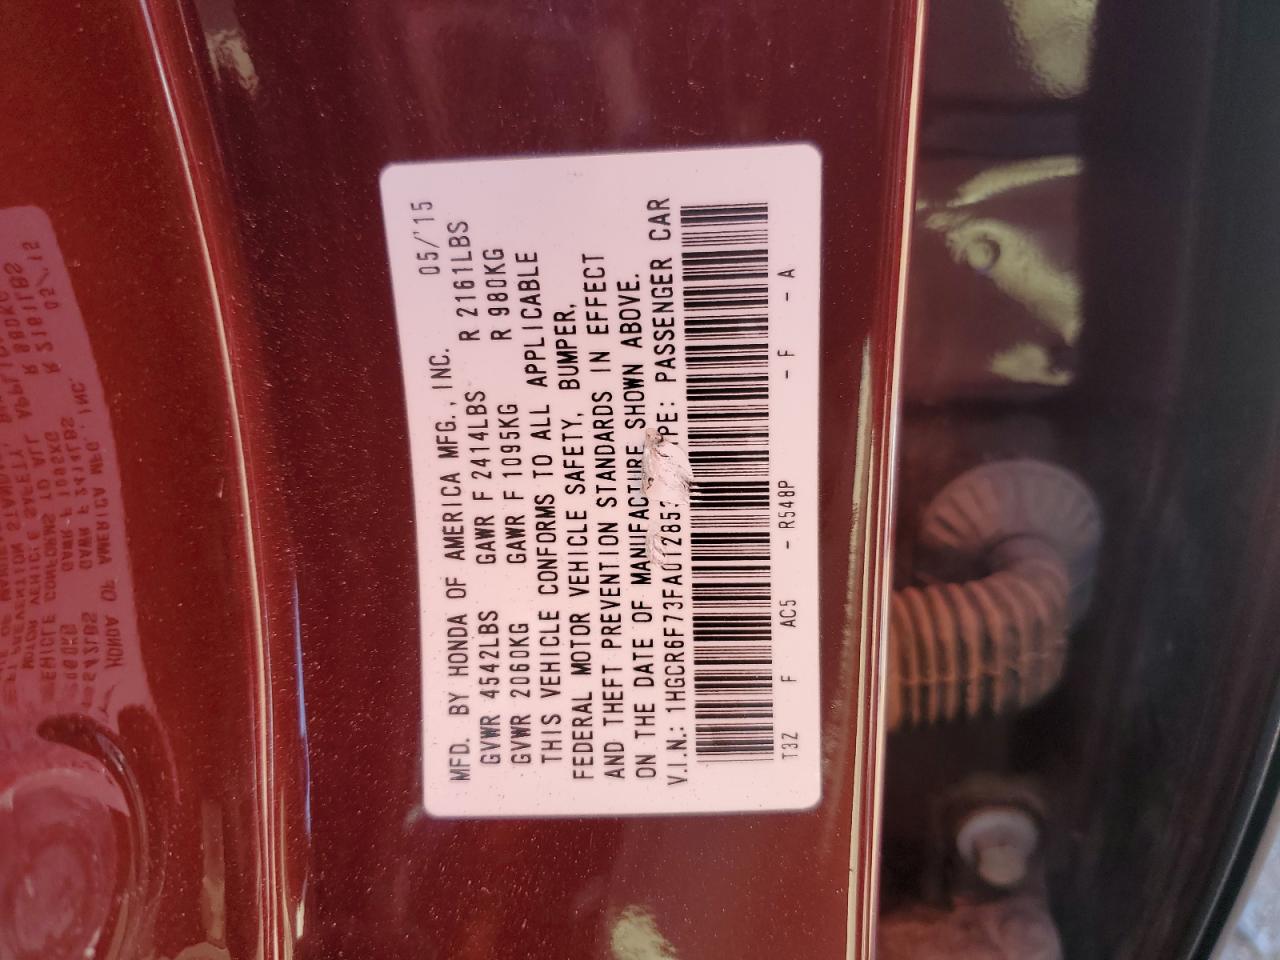 MFD. BY HONDA OF AMERICA MFG., INC. 05/'15
GVWR 4542LBS GAWR F 2414LBS R 2161LBS
GVWR 2060KG GAWR F 1095KG R 980KG
THIS VEHICLE CONFORMS TO ALL APPLICABLE
FEDERAL MOTOR VEHICLE SAFETY, BUMPER,
AND THEFT PREVENTION STANDARDS IN EFFECT
ON THE DATE OF MANUFACTURE SHOWN ABOVE.
V.I.N.: PASSENGER CAR
T3Z F AC5 - R548P - F - A